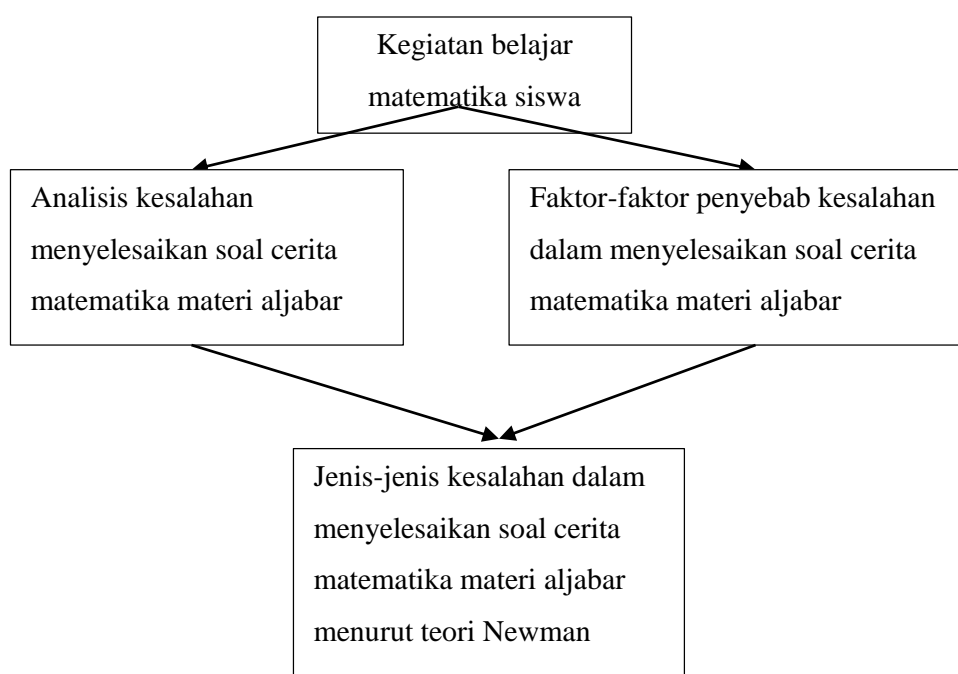 Kegiatan belajar
matematika siswa
Analisis kesalahan
menyelesaikan soal cerita
matematika materi aljabar
Faktor-faktor penyebab kesalahan
dalam menyelesaikan soal cerita
matematika materi aljabar
Jenis-jenis kesalahan dalam
menyelesaikan soal cerita
matematika materi aljabar
menurut teori Newman